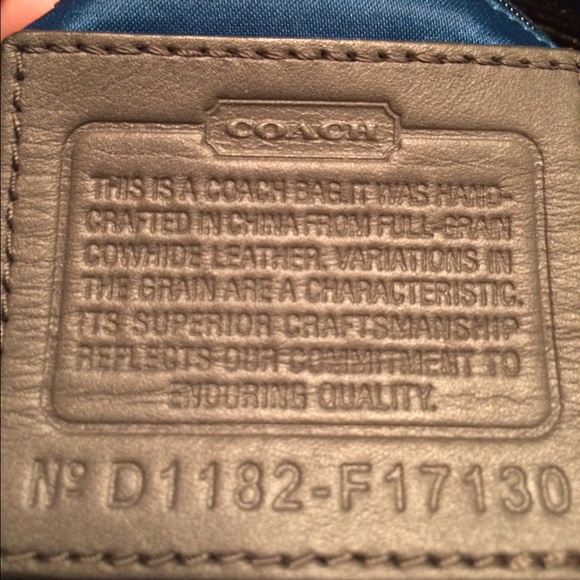 COACH
THIS IS A COACH BAG. IT WAS HAND-
CRAFTED IN CHINA FROM FULL-GRAIN
COWHIDE LEATHER. VARIATIONS IN
THE GRAIN ARE A CHARACTERISTIC.
ITS SUPERIOR CRAFTSMANSHIP
REFLECTS OUR COMMITMENT TO
ENDURING QUALITY.
Nº D1182-F17130